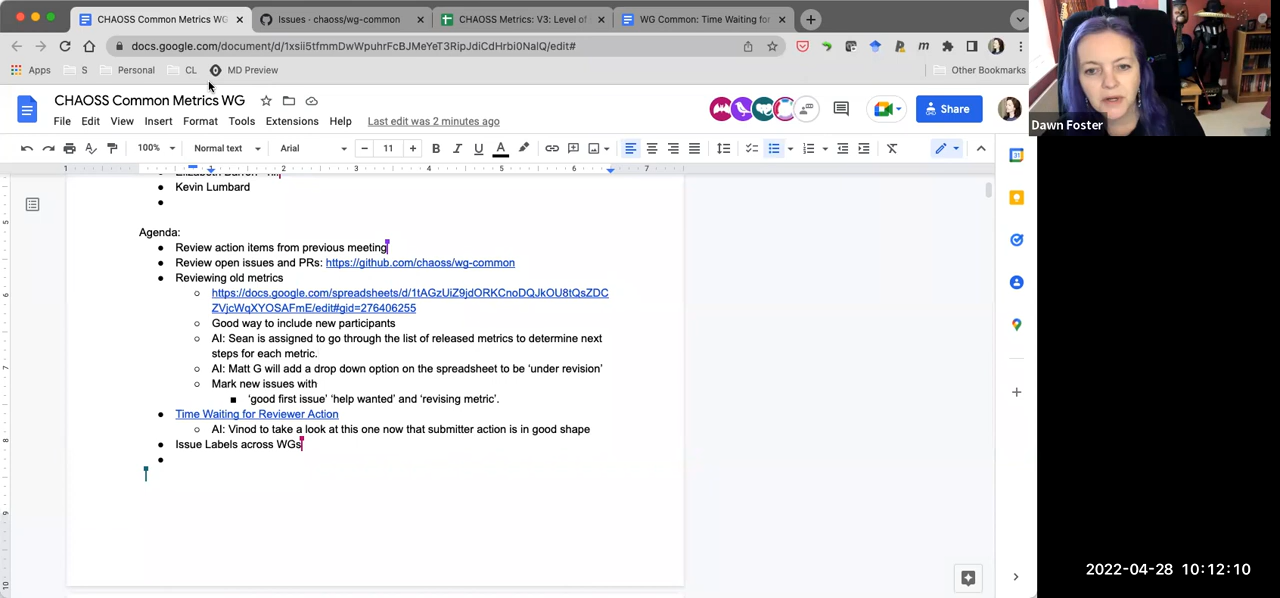 CHAOSS Common Metrics WG
Issues · chaoss/wg-common
CHAOSS Metrics: V3: Level of
WG Common: Time Waiting for
docs.google.com/document/d/1xsii5tfmmDwWpuhrFcBJMeYeT3RipJdiCdHrbi0NalQ/edit#
Apps
S
Personal
CL
MD Preview
Other Bookmarks
CHAOSS Common Metrics WG
File Edit View Insert Format Tools Extensions Help Last edit was 2 minutes ago
Share
100% Normal text Arial 11
1 1 2 3 4 5 6 7
Kevin Lumbard
Agenda:
Review action items from previous meeting
Review open issues and PRs: https://github.com/chaoss/wg-common
Reviewing old metrics
https://docs.google.com/spreadsheets/d/1tAGzUiZ9jdORKCnoDQJkOU8tQsZDC
ZVjcWqXYOSAFmE/edit#gid=276406255
Good way to include new participants
AI: Sean is assigned to go through the list of released metrics to determine next
steps for each metric.
AI: Matt G will add a drop down option on the spreadsheet to be ‘under revision’
Mark new issues with
‘good first issue’ ‘help wanted’ and ‘revising metric’.
Time Waiting for Reviewer Action
AI: Vinod to take a look at this one now that submitter action is in good shape
Issue Labels across WGs
Dawn Foster
2022-04-28 10:12:10